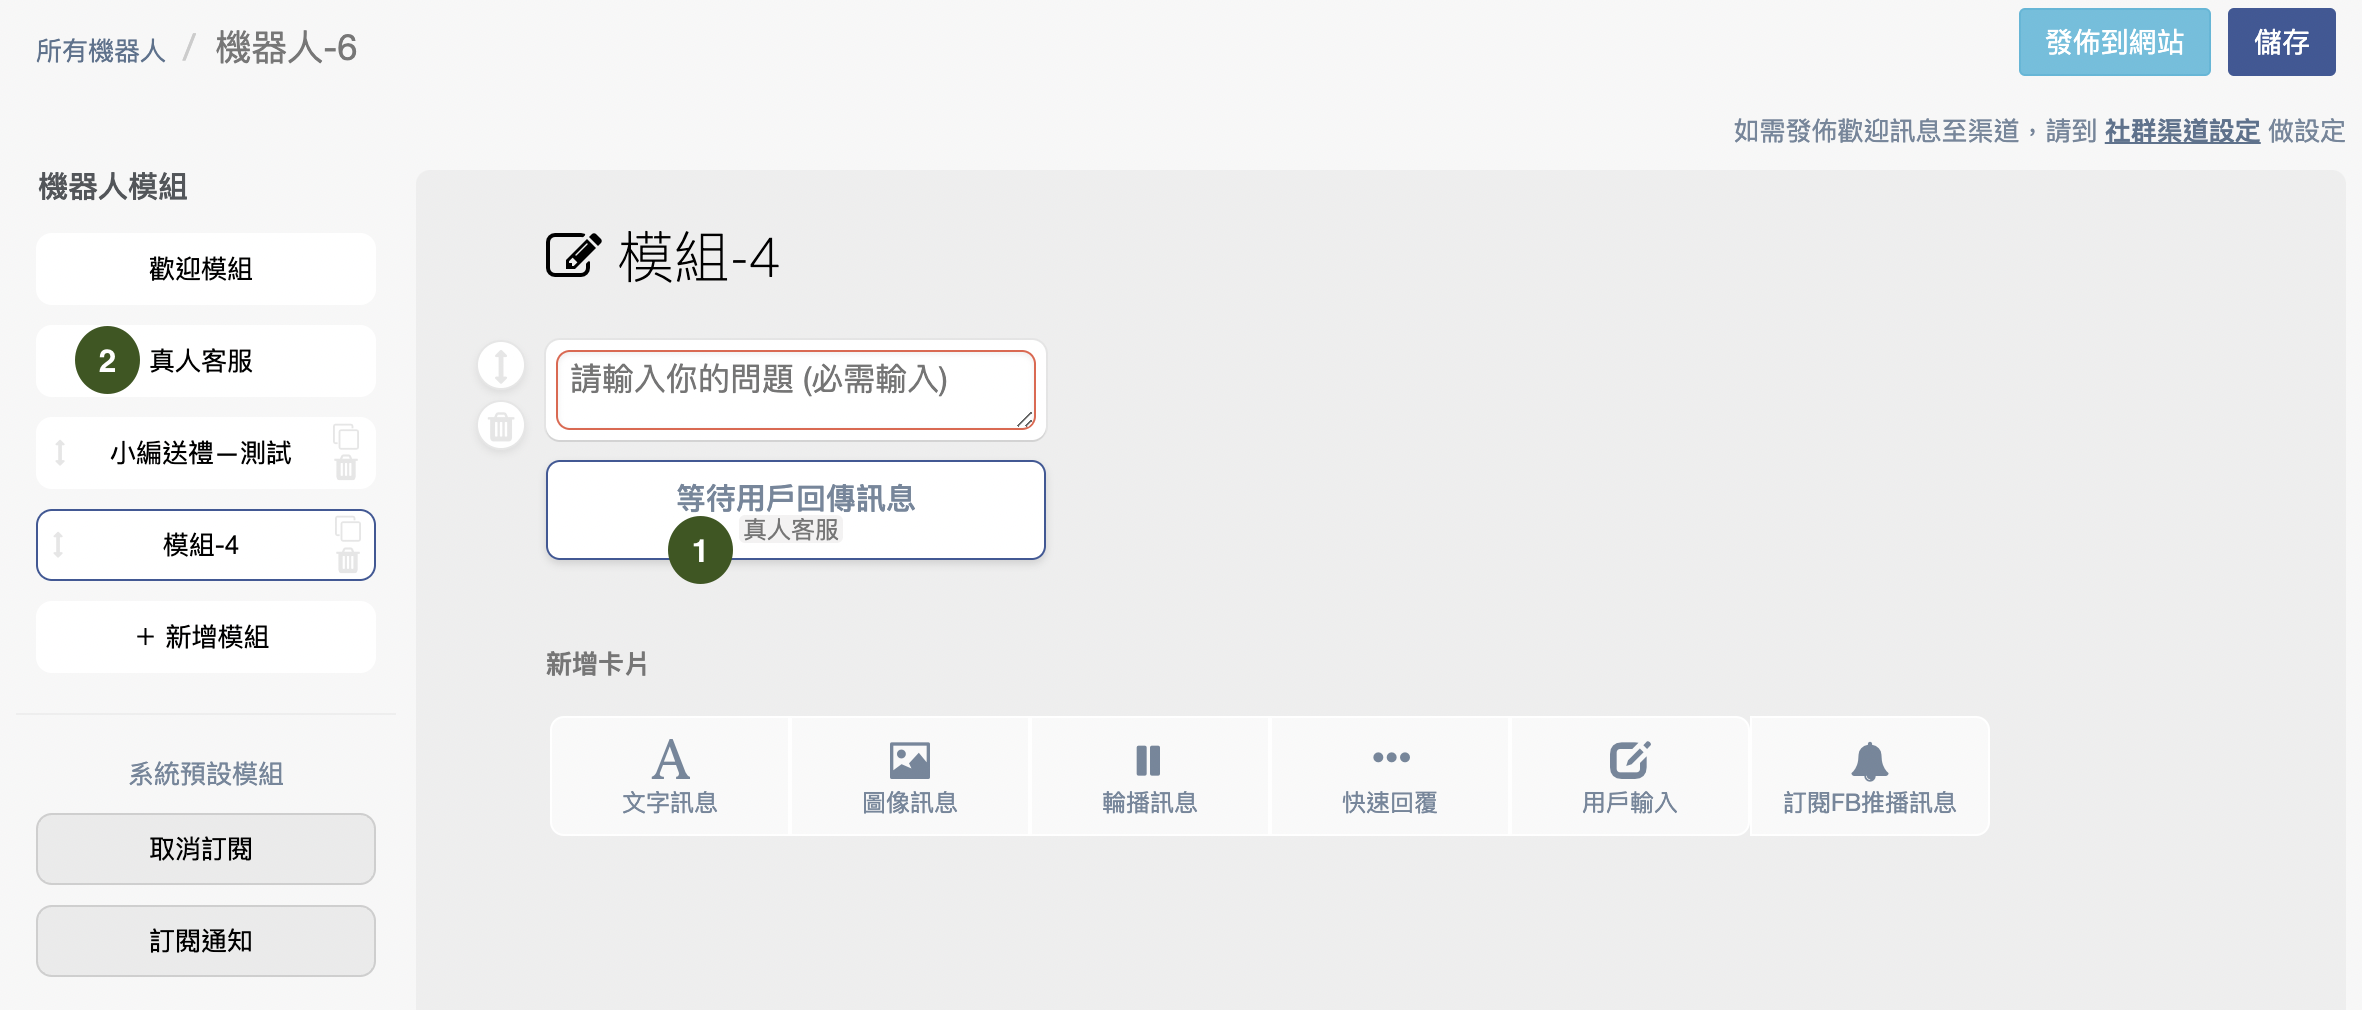 所有機器人 / 機器人-6
發佈到網站
儲存
如需發佈歡迎訊息至渠道，請到 社群渠道設定 做設定
機器人模組
歡迎模組
2 真人客服
小編送禮－測試
模組-4
+ 新增模組
系統預設模組
取消訂閱
訂閱通知
模組-4
請輸入你的問題 (必需輸入)
等待用戶回傳訊息
1 真人客服
新增卡片
A
文字訊息
圖像訊息
輪播訊息
快速回覆
用戶輸入
訂閱FB推播訊息